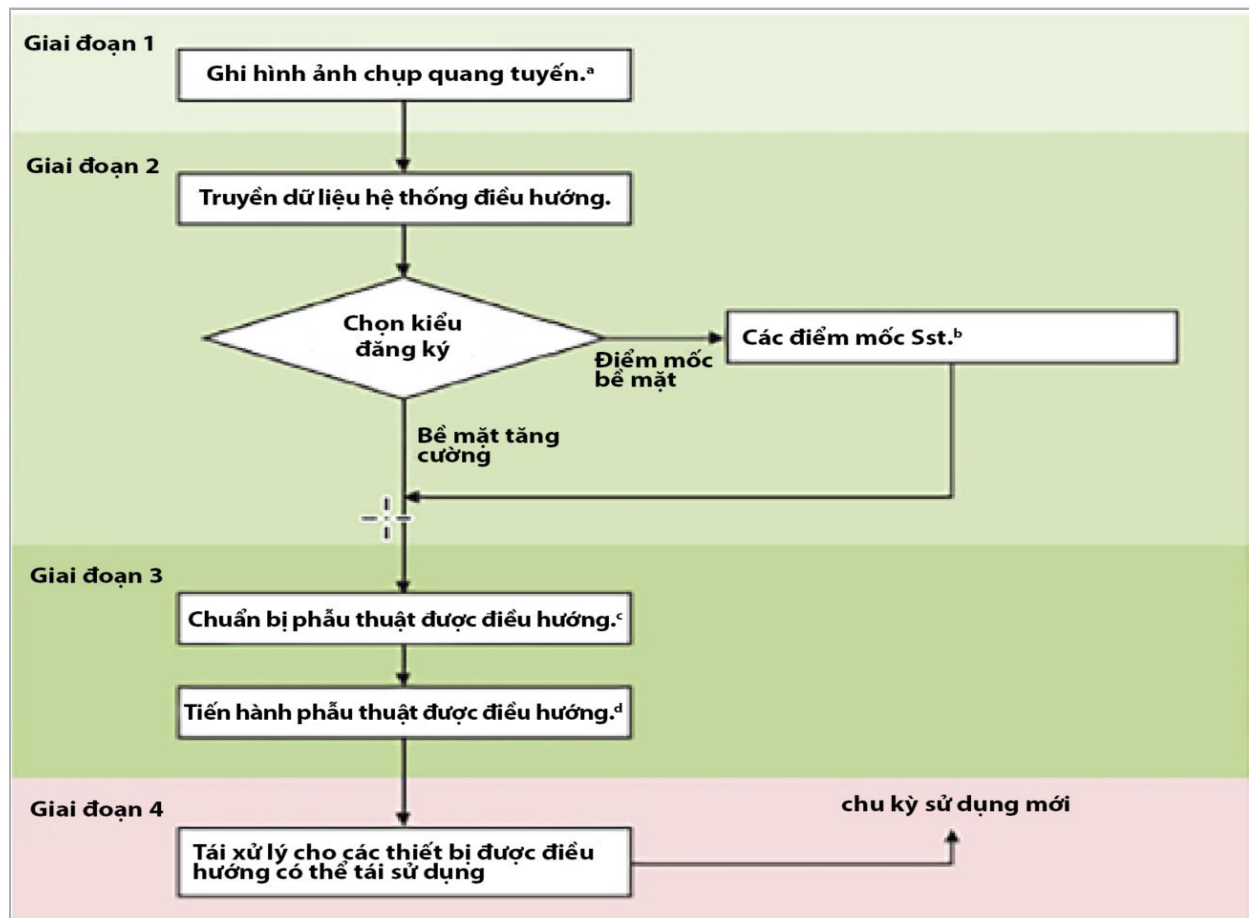 Giai đoạn 1
Ghi hình ảnh chụp quang tuyến.ᵃ
Giai đoạn 2
Truyền dữ liệu hệ thống điều hướng.
Chọn kiểu
đăng ký
Điểm mốc
bề mặt
Các điểm mốc Sst.ᵇ
Bề mặt tăng
cường
Giai đoạn 3
Chuẩn bị phẫu thuật được điều hướng.ᶜ
Tiến hành phẫu thuật được điều hướng.ᵈ
Giai đoạn 4
chu kỳ sử dụng mới
Tái xử lý cho các thiết bị được điều
hướng có thể tái sử dụng